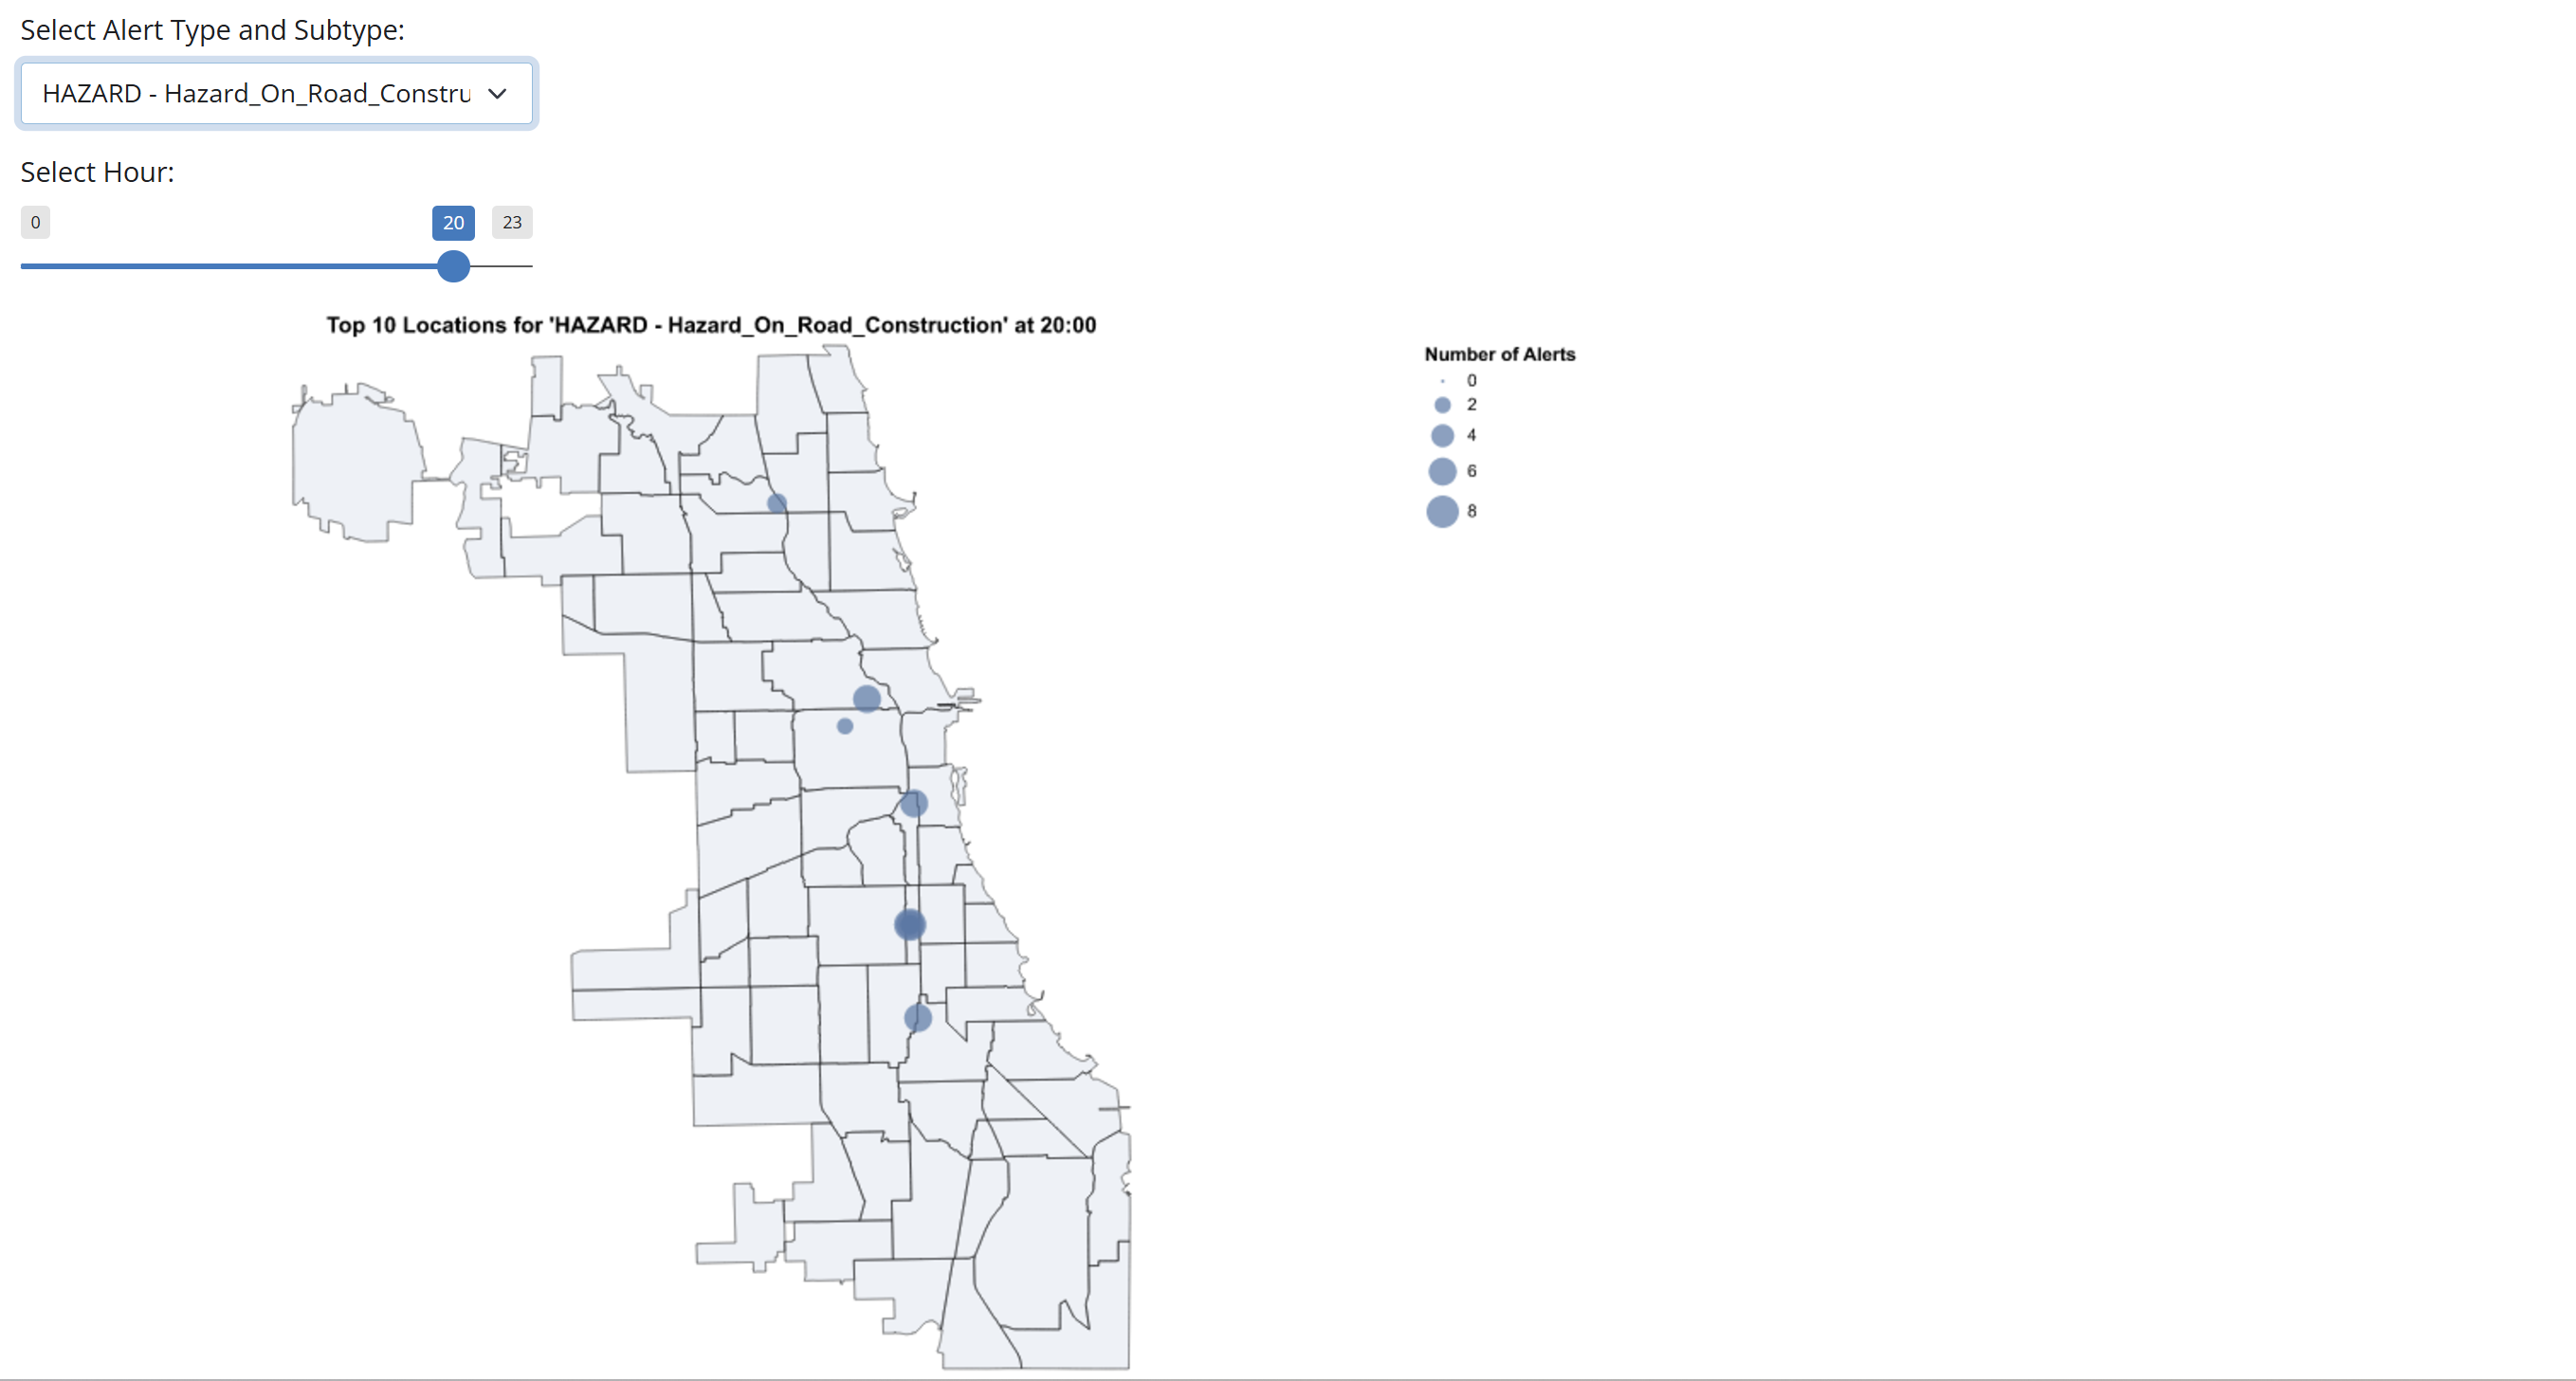 Select Alert Type and Subtype:
HAZARD - Hazard_On_Road_Constru
Select Hour:
0 20 23
Top 10 Locations for 'HAZARD - Hazard_On_Road_Construction' at 20:00
Number of Alerts
0
2
4
6
8